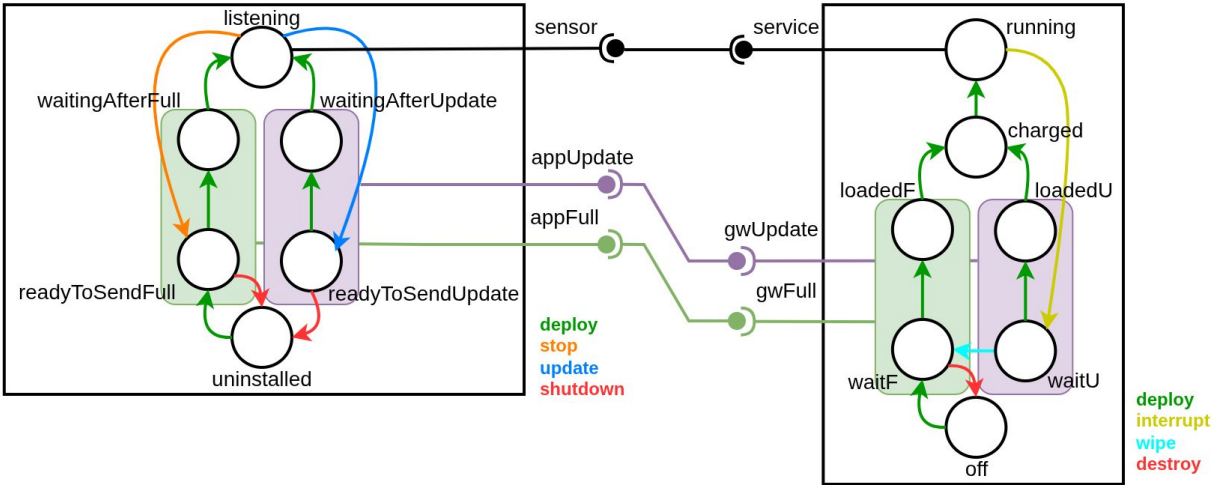 listening
sensor
service
running
waitingAfterFull
waitingAfterUpdate
charged
appUpdate
loadedF
loadedU
appFull
gwUpdate
readyToSendFull
readyToSendUpdate
gwFull
deploy
stop
update
shutdown
uninstalled
waitF
waitU
deploy
interrupt
wipe
destroy
off